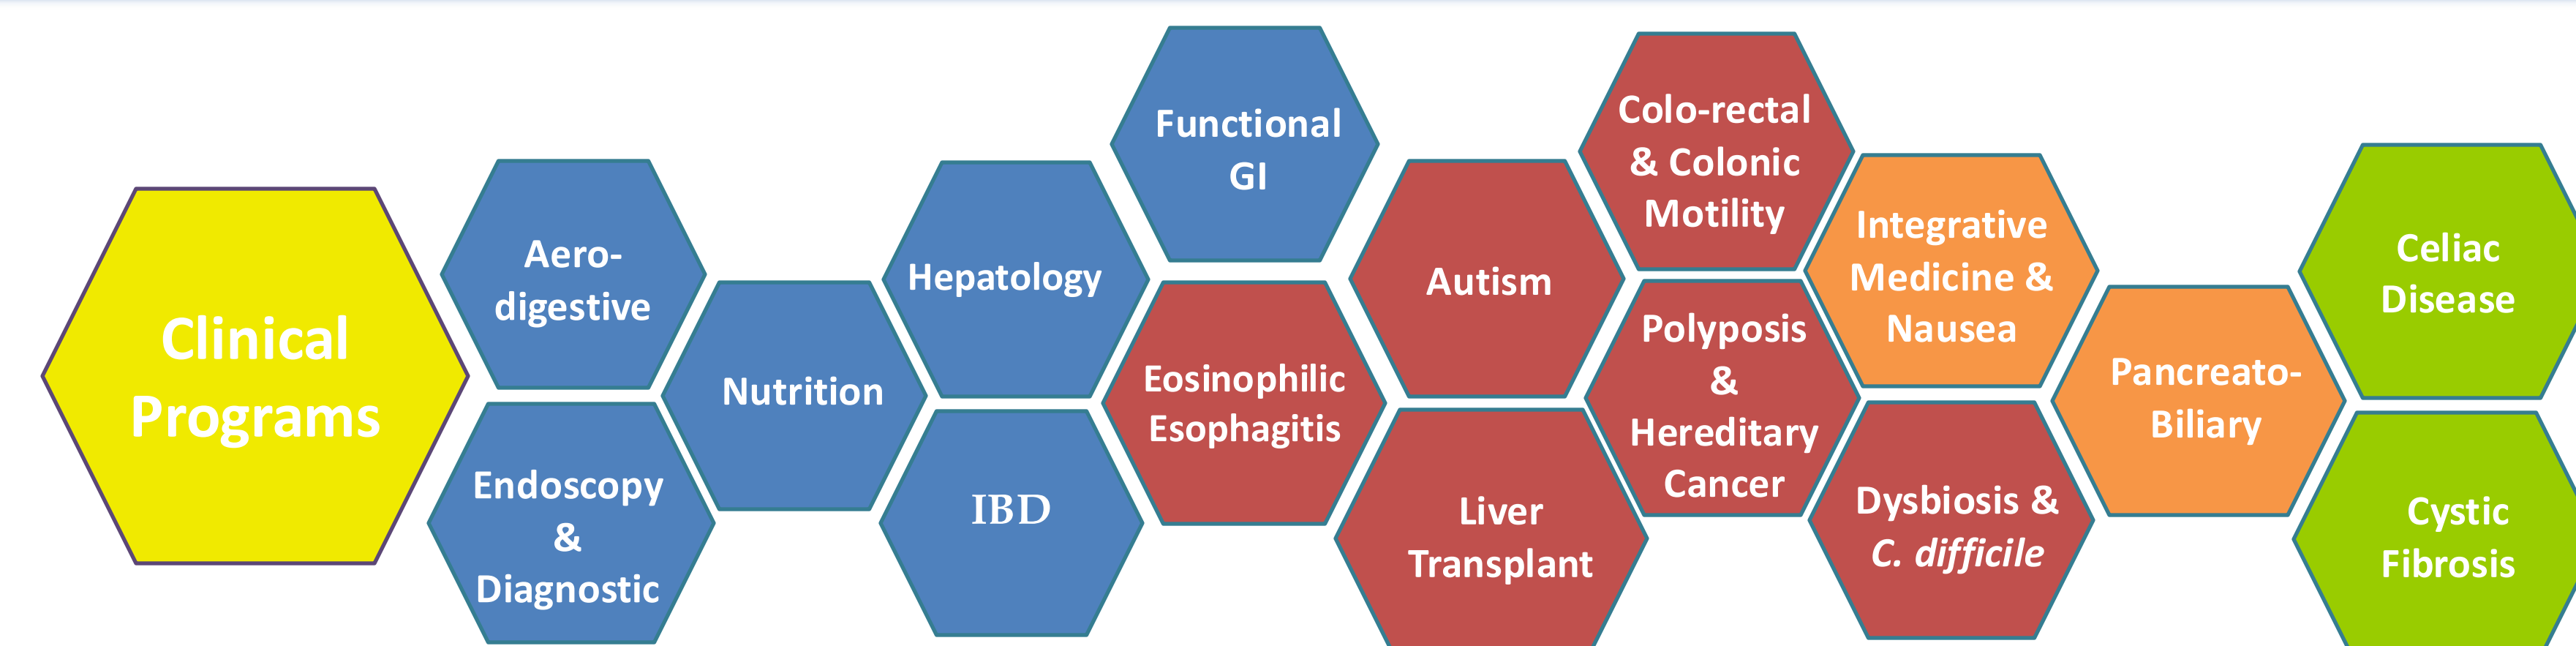 Clinical
Programs
Aero-
digestive
Endoscopy
&
Diagnostic
Nutrition
Hepatology
IBD
Functional
GI
Eosinophilic
Esophagitis
Autism
Liver
Transplant
Colo-rectal
& Colonic
Motility
Polyposis
&
Hereditary
Cancer
Integrative
Medicine &
Nausea
Dysbiosis &
C. difficile
Pancreato-
Biliary
Celiac
Disease
Cystic
Fibrosis